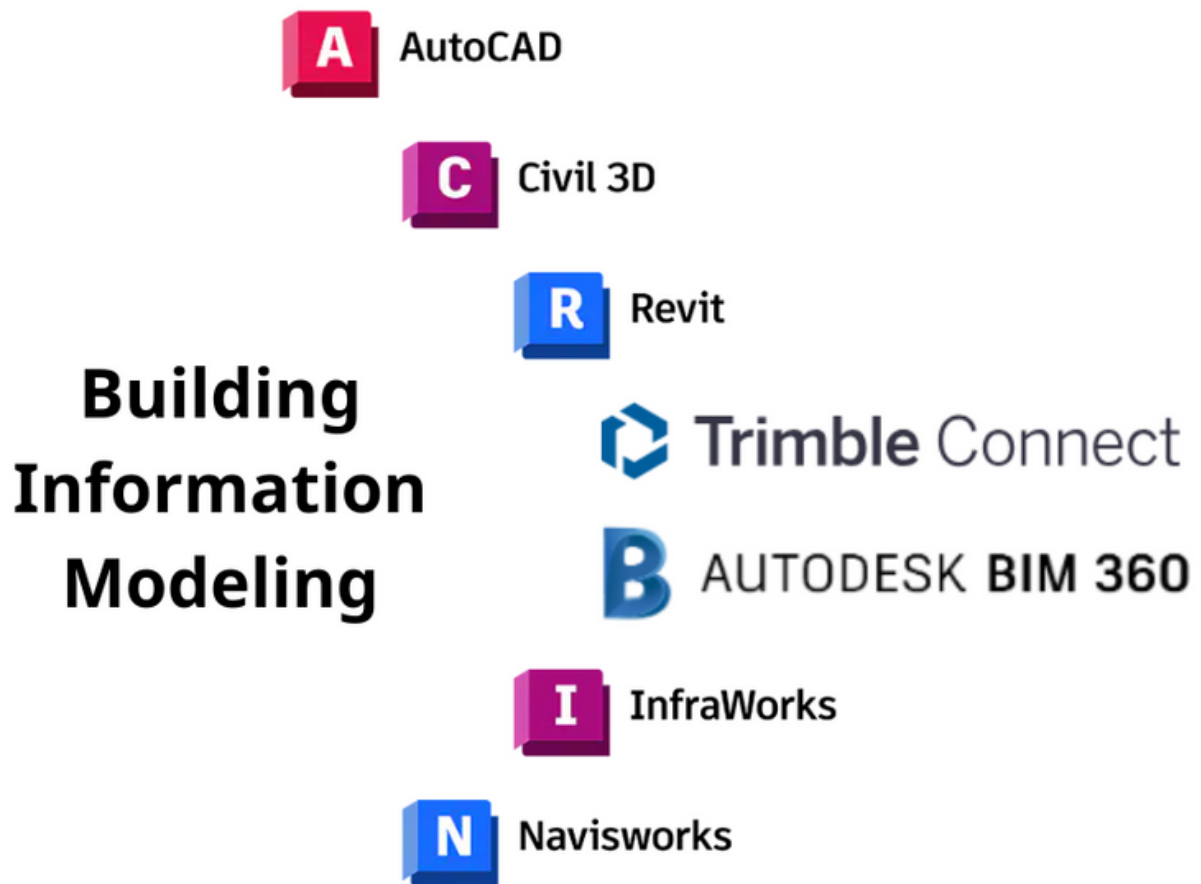 A AutoCAD
C Civil 3D
R Revit
Building
Information
Modeling
Trimble Connect
B AUTODESK BIM 360
I InfraWorks
N Navisworks